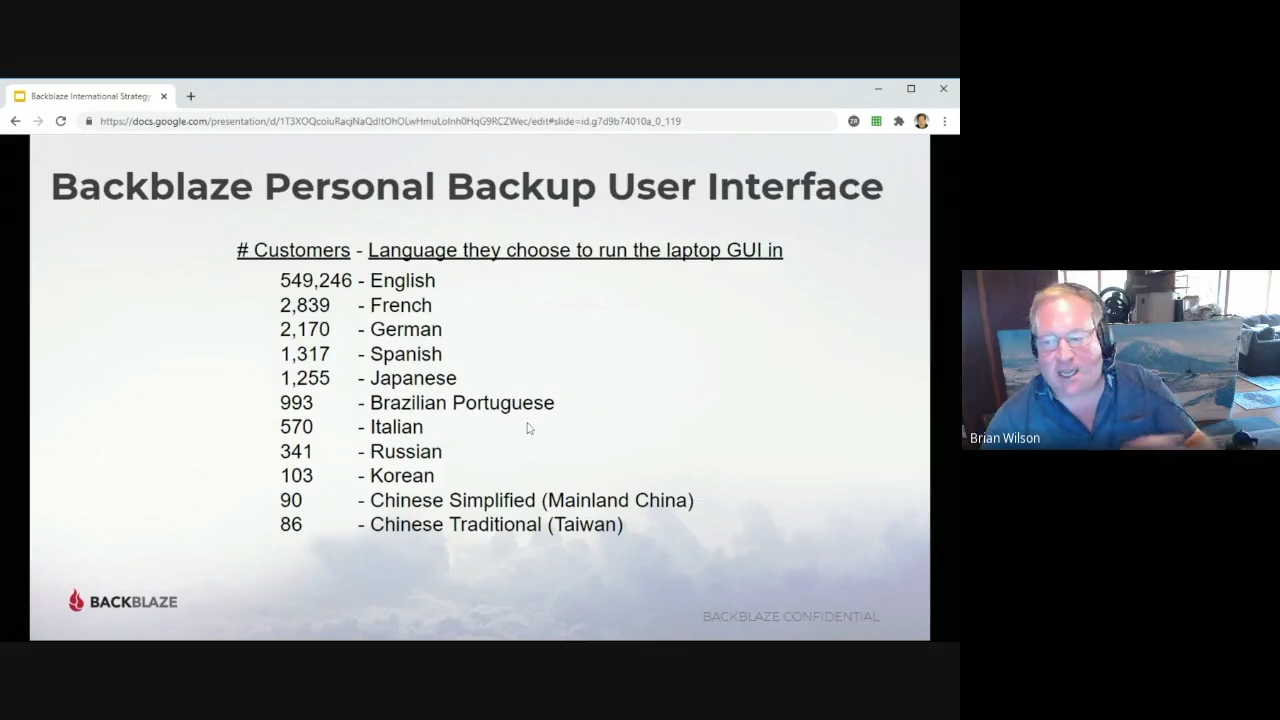 Backblaze International Strategy
https://docs.google.com/presentation/d/1T3XOQcoiuRacjNaQdItOhOLwHmuLoInh0HqG9RCZWec/edit#slide=id.g7d9b74010a_0_119
Backblaze Personal Backup User Interface
# Customers - Language they choose to run the laptop GUI in
549,246 - English
2,839 - French
2,170 - German
1,317 - Spanish
1,255 - Japanese
993 - Brazilian Portuguese
570 - Italian
341 - Russian
103 - Korean
90 - Chinese Simplified (Mainland China)
86 - Chinese Traditional (Taiwan)
BACKBLAZE
BACKBLAZE CONFIDENTIAL
Brian Wilson